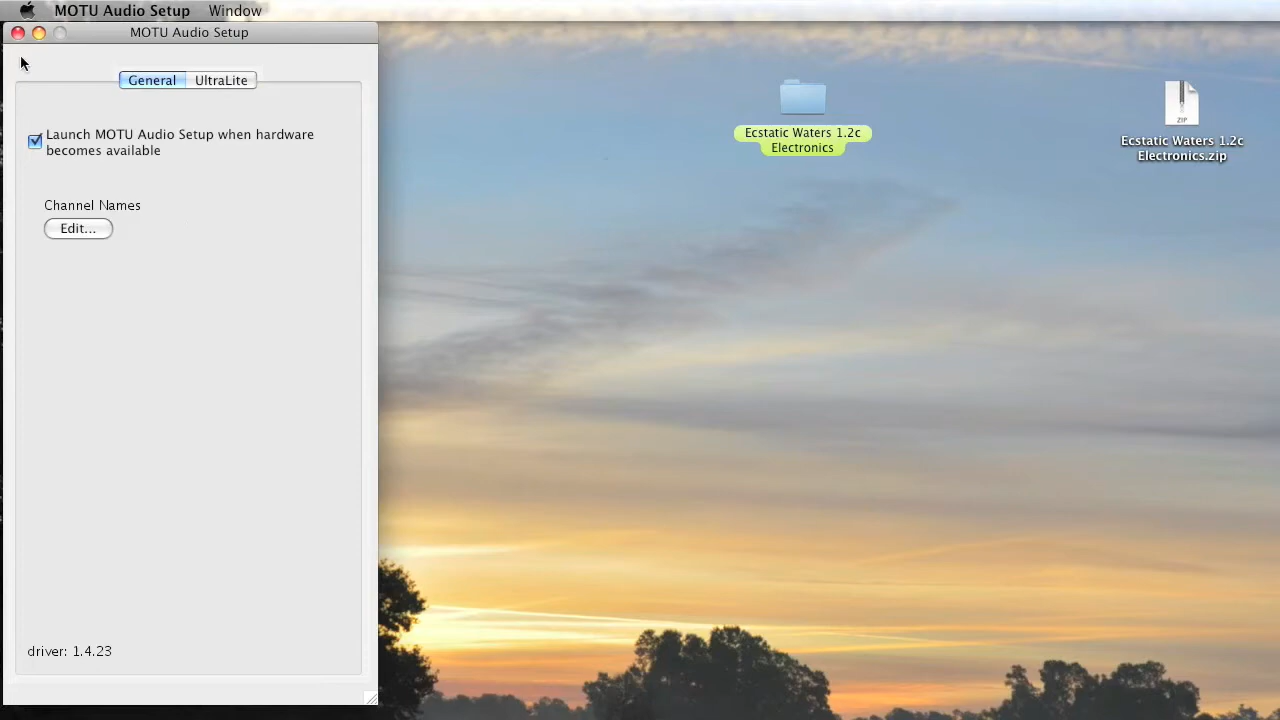 MOTU Audio Setup Window
MOTU Audio Setup
General UltraLite
Launch MOTU Audio Setup when hardware
becomes available
Channel Names
Edit...
driver: 1.4.23
Ecstatic Waters 1.2c
Electronics
ZIP
Ecstatic Waters 1.2c
Electronics.zip